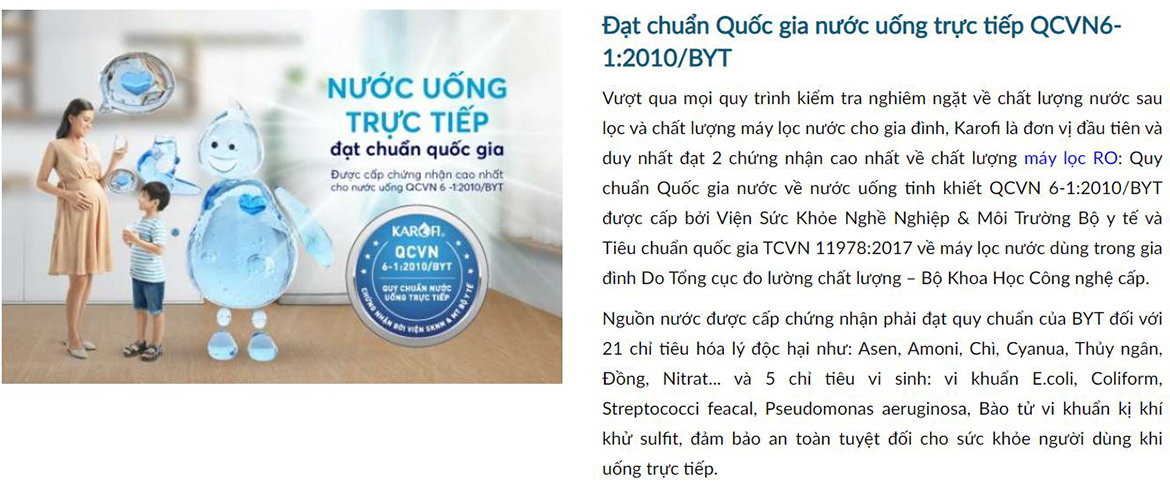 NƯỚC UỐNG
TRỰC TIẾP
đạt chuẩn quốc gia
Được cấp chứng nhận cao nhất
cho nước uống QCVN 6 -1:2010/BYT
KAROFI
QCVN
6-1:2010/BYT
QUY CHUẨN NƯỚC
UỐNG TRỰC TIẾP
CHỨNG NHẬN BỞI VIỆN SKNN & MT BỘ Y TẾ
Đạt chuẩn Quốc gia nước uống trực tiếp QCVN6-
1:2010/BYT
Vượt qua mọi quy trình kiểm tra nghiêm ngặt về chất lượng nước sau
lọc và chất lượng máy lọc nước cho gia đình, Karofi là đơn vị đầu tiên và
duy nhất đạt 2 chứng nhận cao nhất về chất lượng máy lọc RO: Quy
chuẩn Quốc gia nước về nước uống tinh khiết QCVN 6-1:2010/BYT
được cấp bởi Viện Sức Khỏe Nghề Nghiệp & Môi Trường Bộ y tế và
Tiêu chuẩn quốc gia TCVN 11978:2017 về máy lọc nước dùng trong gia
đình Do Tổng cục đo lường chất lượng – Bộ Khoa Học Công nghệ cấp.
Nguồn nước được cấp chứng nhận phải đạt quy chuẩn của BYT đối với
21 chỉ tiêu hóa lý độc hại như: Asen, Amoni, Chì, Cyanua, Thủy ngân,
Đồng, Nitrat... và 5 chỉ tiêu vi sinh: vi khuẩn E.coli, Coliform,
Streptococci feacal, Pseudomonas aeruginosa, Bào tử vi khuẩn kị khí
khử sulfit, đảm bảo an toàn tuyệt đối cho sức khỏe người dùng khi
uống trực tiếp.